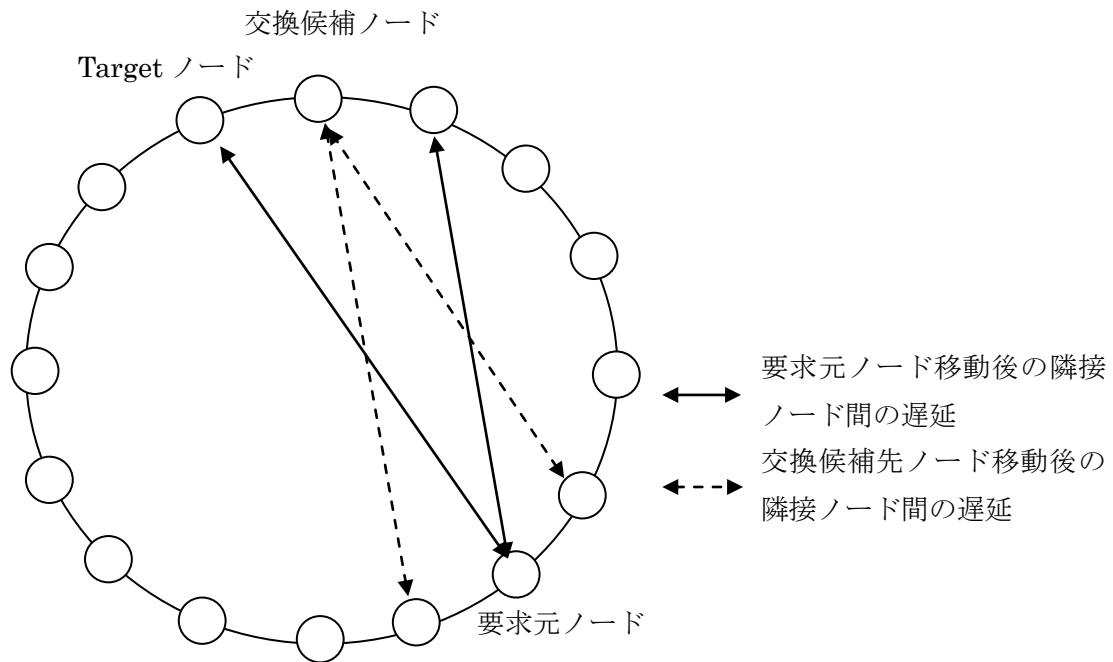 交換候補ノード
Target ノード
要求元ノード移動後の隣接
ノード間の遅延
交換候補先ノード移動後の
隣接ノード間の遅延
要求元ノード